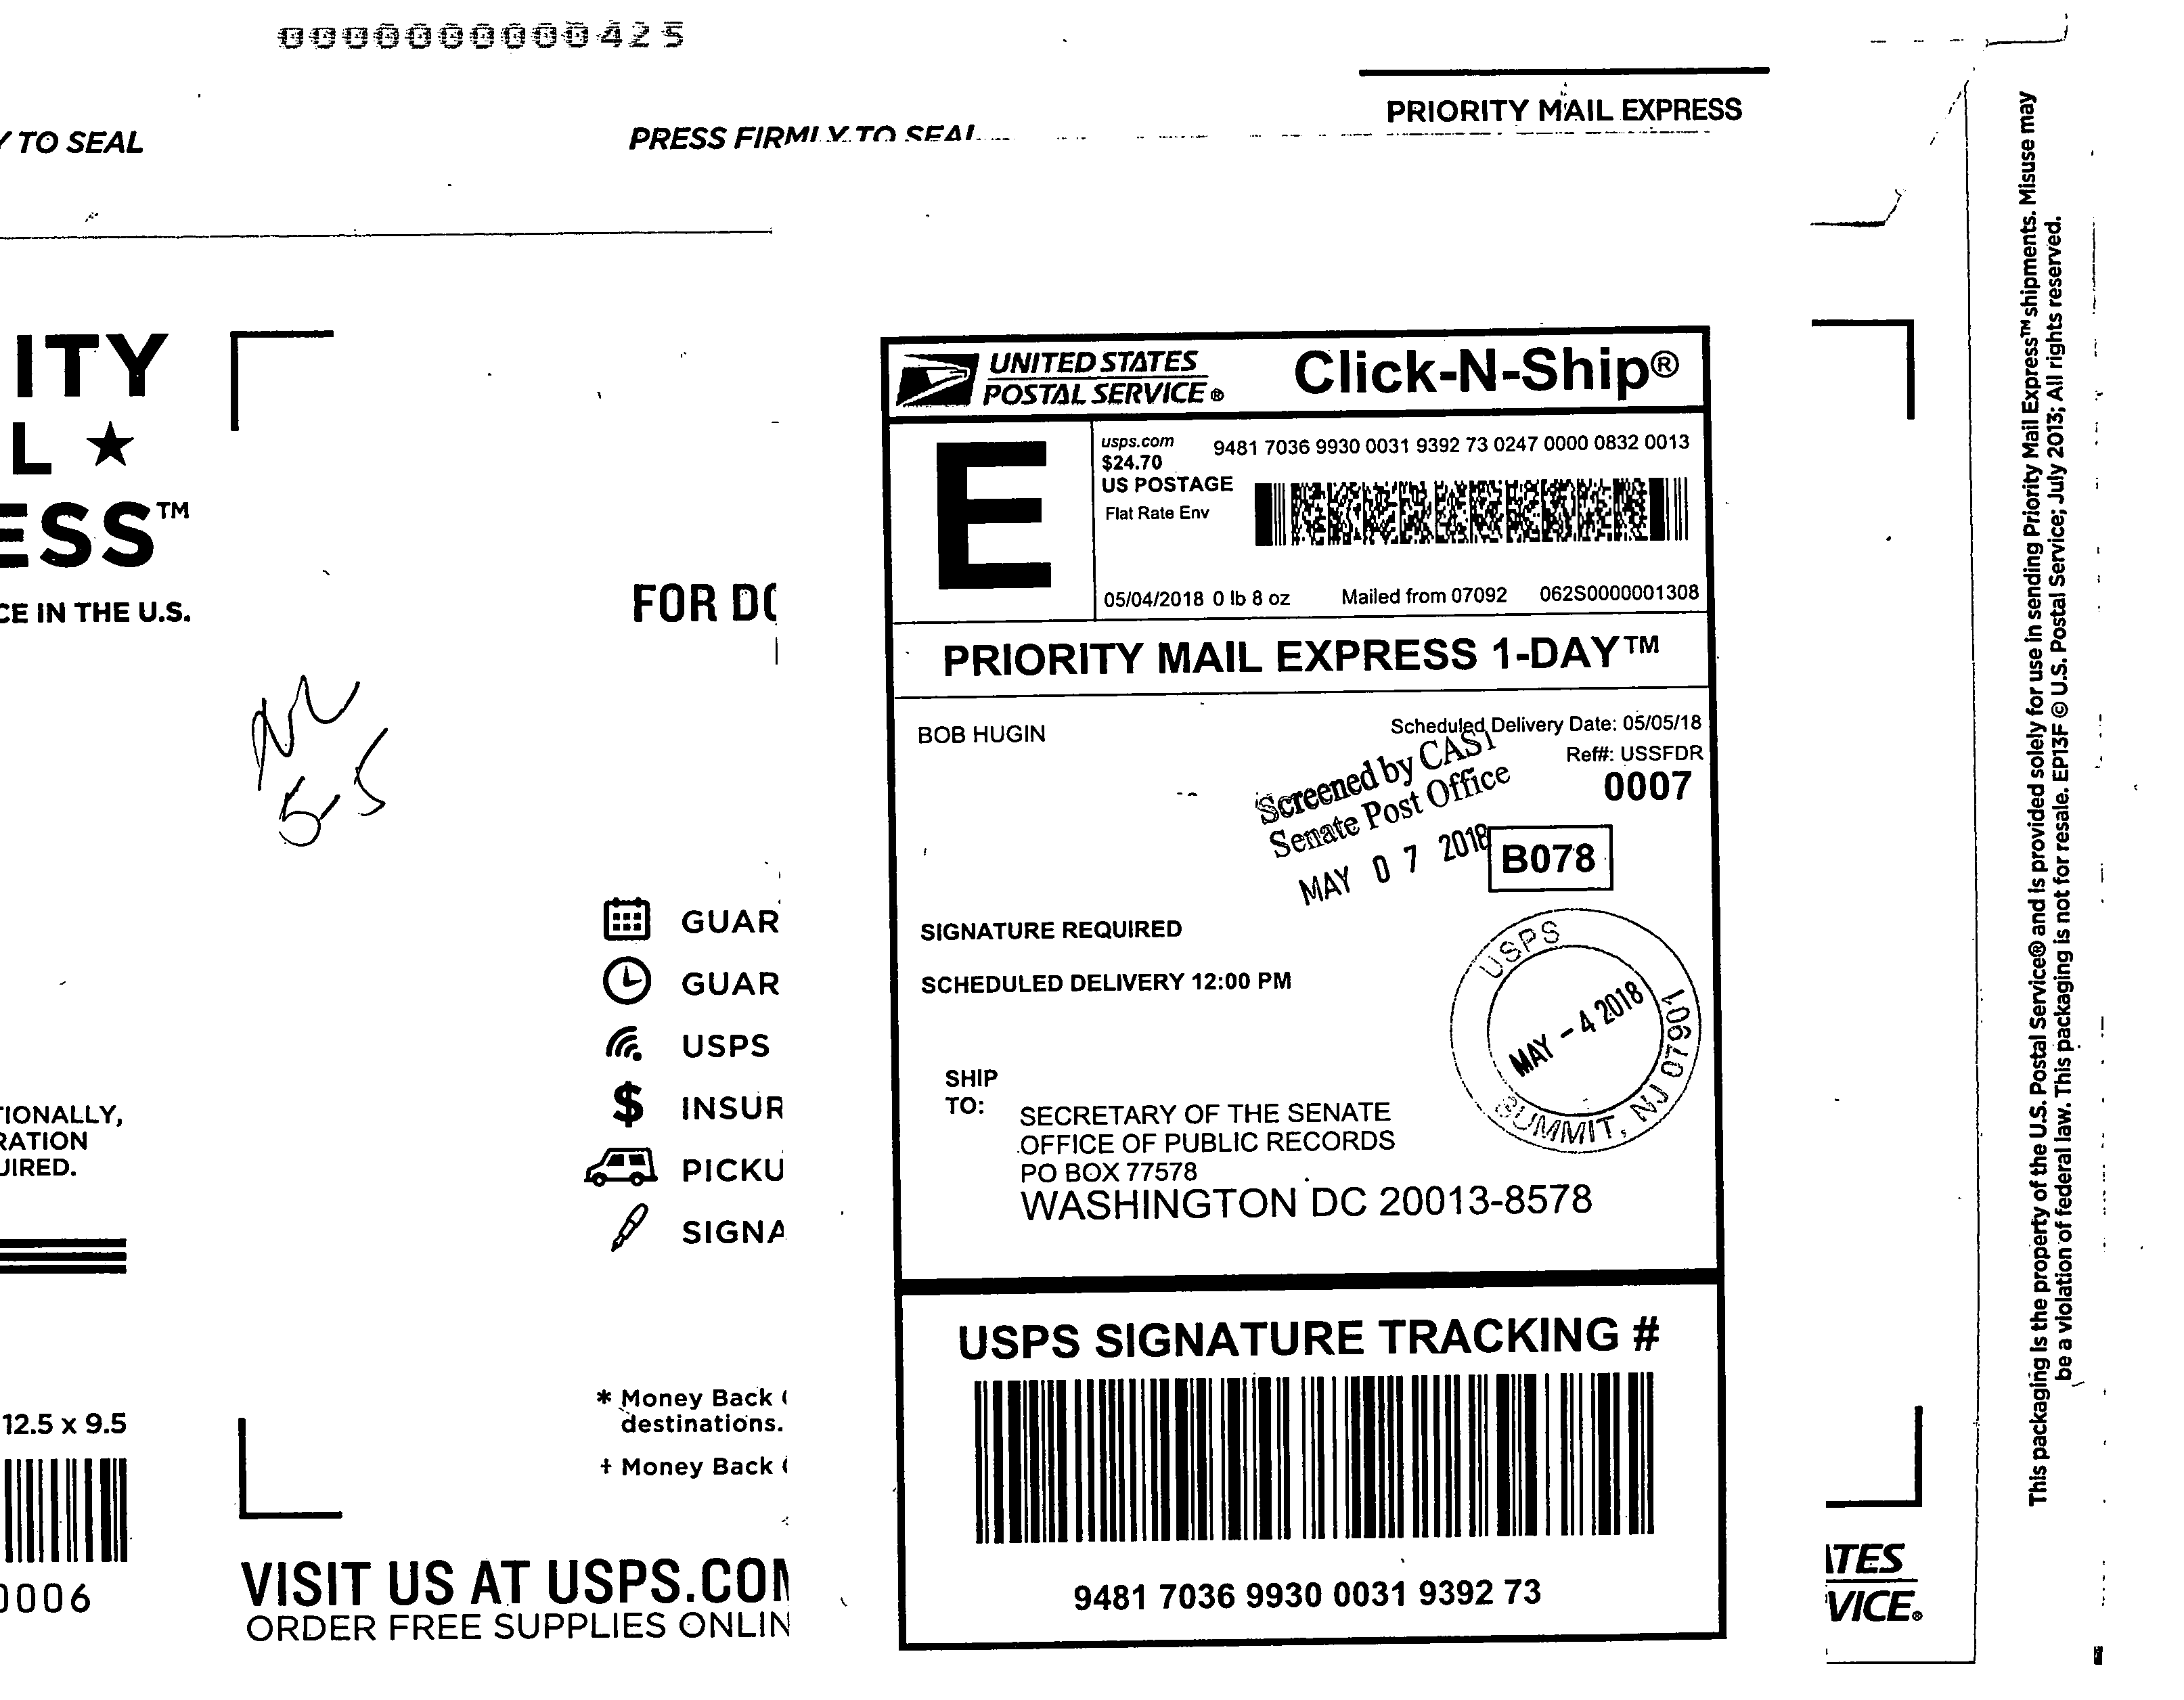 0000000000425
PRIORITY MAIL EXPRESS
TO SEAL
PRESS FIRMLY TO SEAL
ITY
L ★
ESS™
CE IN THE U.S.
FOR DO
5-5
GUAR
GUAR
USPS
INSUR
PICKU
SIGNA
IONALLY,
RATION
UIRED.
* Money Back
destinations.
+ Money Back
12.5 x 9.5
0006
VISIT US AT USPS.COM
ORDER FREE SUPPLIES ONLIN
UNITED STATES
POSTAL SERVICE®
Click-N-Ship®
E
usps.com
$24.70
US POSTAGE
Flat Rate Env
9481 7036 9930 0031 9392 73 0247 0000 0832 0013
05/04/2018 0 lb 8 oz Mailed from 07092 062S0000001308
PRIORITY MAIL EXPRESS 1-DAY™
BOB HUGIN
Scheduled Delivery Date: 05/05/18
Ref#: USSFDR
0007
Screened by CAST
Senate Post Office
MAY 07 2018
B078
SIGNATURE REQUIRED
SCHEDULED DELIVERY 12:00 PM
USPS
MAY - 4 2018
SUMMIT, NJ 07901
SHIP
TO:
SECRETARY OF THE SENATE
OFFICE OF PUBLIC RECORDS
PO BOX 77578
WASHINGTON DC 20013-8578
USPS SIGNATURE TRACKING #
9481 7036 9930 0031 9392 73
ATES
VICE®
This packaging is the property of the U.S. Postal Service® and is provided solely for use in sending Priority Mail Express™ shipments. Misuse may
be a violation of federal law. This packaging is not for resale. EP13F © U.S. Postal Service; July 2013; All rights reserved.